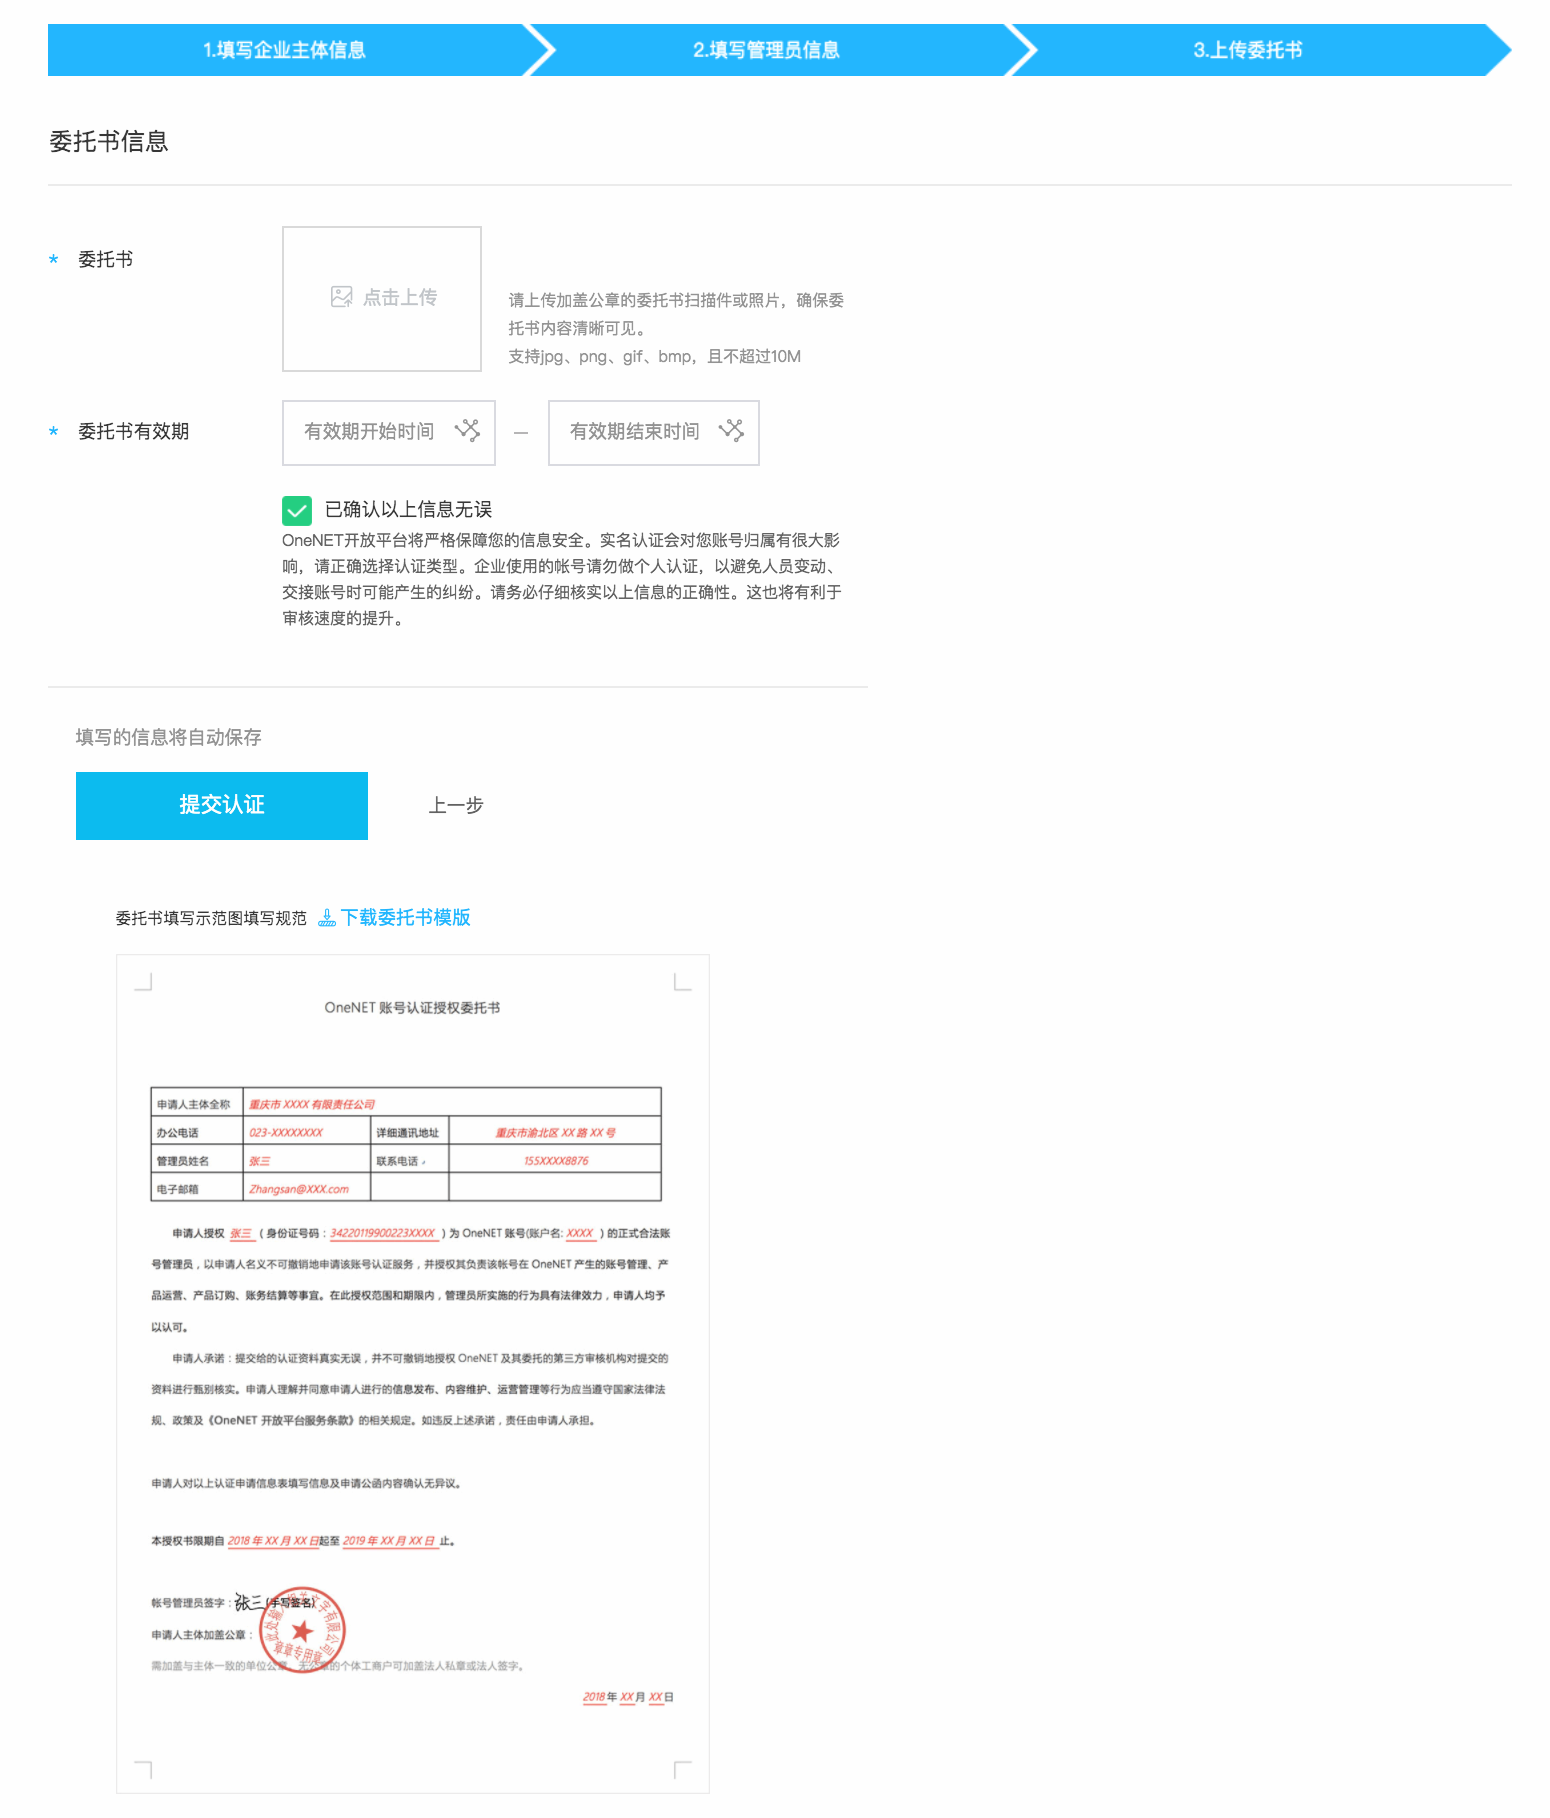 1.填写企业主体信息
2.填写管理员信息
3.上传委托书
委托书信息
* 委托书
点击上传
请上传加盖公章的委托书扫描件或照片，确保委
托书内容清晰可见。
支持jpg、png、gif、bmp，且不超过10M
* 委托书有效期
有效期开始时间 — 有效期结束时间
已确认以上信息无误
OneNET开放平台将严格保障您的信息安全。实名认证会对您账号归属有很大影
响，请正确选择认证类型。企业使用的帐号请勿做个人认证，以避免人员变动、
交接账号时可能产生的纠纷。请务必仔细核实以上信息的正确性。这也将有利于
审核速度的提升。
填写的信息将自动保存
提交认证 上一步
委托书填写示范图填写规范 下载委托书模版
OneNET 账号认证授权委托书
申请人主体全称 重庆市 XXXX 有限责任公司
办公电话 023-XXXXXXXX 详细通讯地址 重庆市渝北区 XX 路 XX 号
管理员姓名 张三 联系电话 155XXXX8876
电子邮箱 Zhangsan@XXX.com
申请人授权 张三 ( 身份证号码：34220119900223XXXX ) 为 OneNET 账号(账户名: XXXX ) 的正式合法账
号管理员，以申请人名义不可撤销地申请该账号认证服务，并授权其负责该帐号在 OneNET 产生的账号管理、产
品运营、产品订购、账务结算等事宜。在此授权范围和期限内，管理员所实施的行为具有法律效力，申请人均予
以认可。
申请人承诺：提交给的认证资料真实无误，并不可撤销地授权 OneNET 及其委托的第三方审核机构对提交的
资料进行甄别核实。申请人理解并同意申请人进行的信息发布、内容维护、运营管理等行为应当遵守国家法律法
规、政策及《OneNET 开放平台服务条款》的相关规定。如违反上述承诺，责任由申请人承担。
申请人对以上认证申请信息表填写信息及申请公函内容确认无异议。
本授权书限期自 2018 年 XX 月 XX 日起至 2019 年 XX 月 XX 日 止。
帐号管理员签字：张三(手写签名)
申请人主体加盖公章：
需加盖与主体一致的单位公章。无公章的个体工商户可加盖法人私章或法人签字。
2018 年 XX 月 XX 日